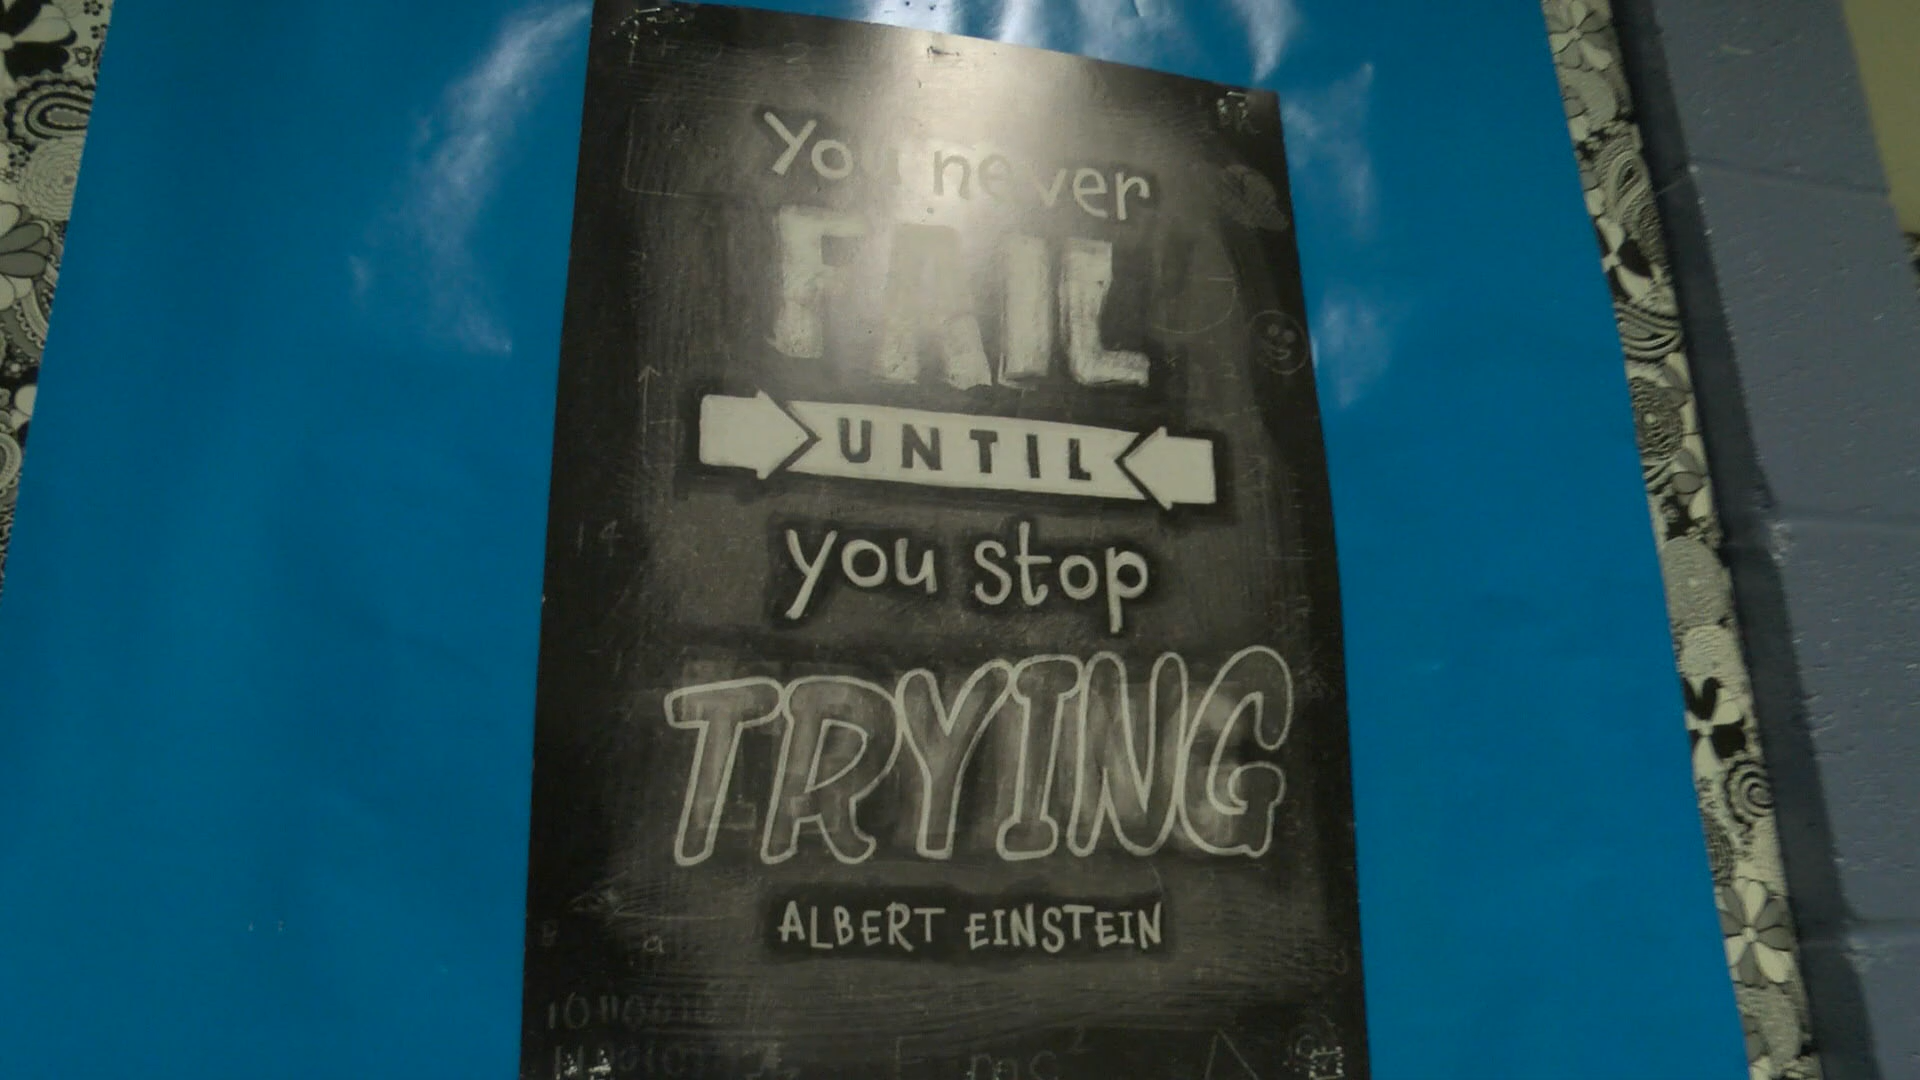 You never
FAIL
UNTIL
you stop
TRYING
ALBERT EINSTEIN